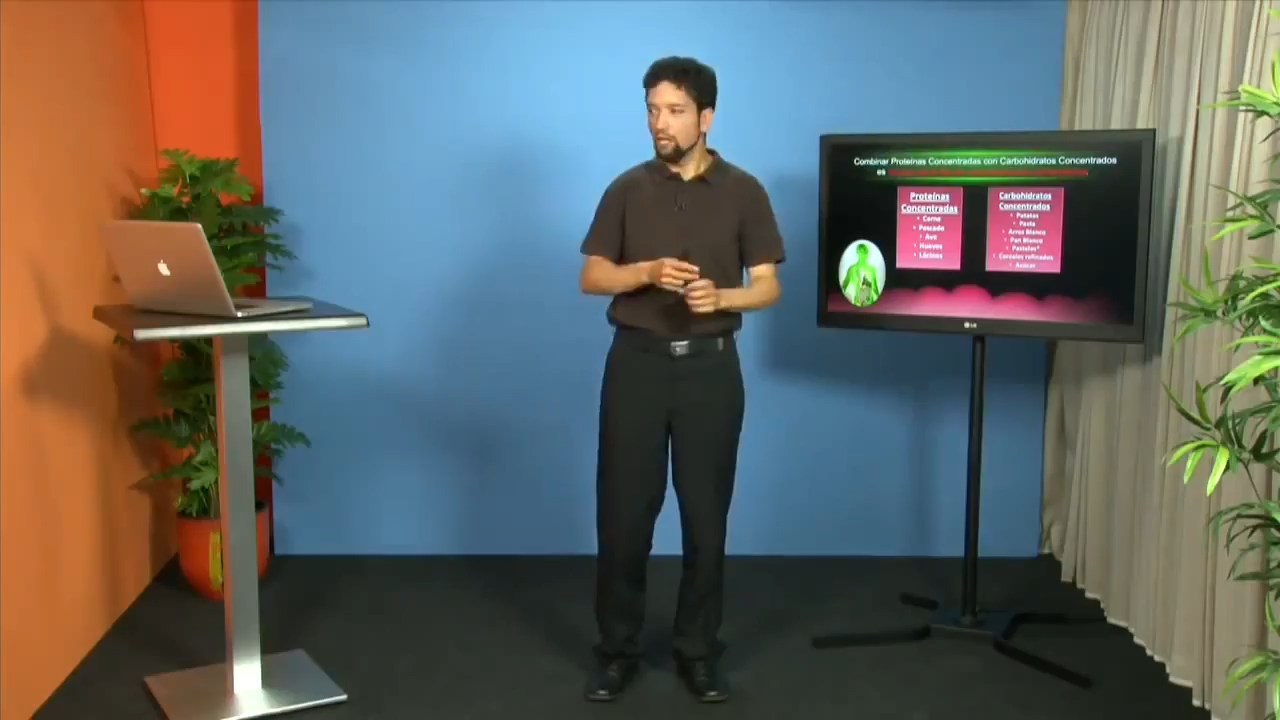 Combinar Proteínas Concentradas con Carbohidratos Concentrados
es
Proteínas
Concentradas
• Carne
• Pescado
• Ave
• Huevos
• Lácteos
Carbohidratos
Concentrados
• Patatas
• Pasta
• Arroz Blanco
• Pan Blanco
• Pasteles*
• Cereales refinados
• Azúcar
LG